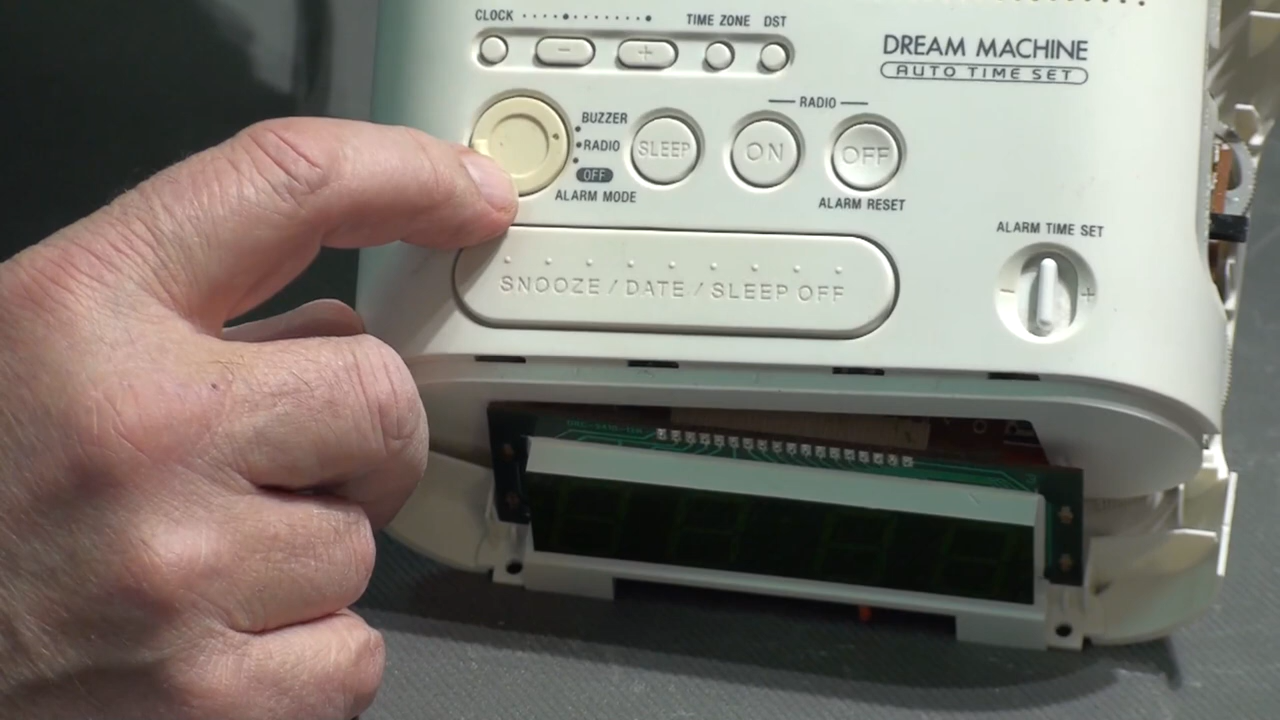 CLOCK
TIME ZONE
DST
DREAM MACHINE
AUTO TIME SET
RADIO
BUZZER
RADIO
OFF
ALARM MODE
SLEEP
ON
OFF
ALARM RESET
ALARM TIME SET
SNOOZE / DATE / SLEEP OFF